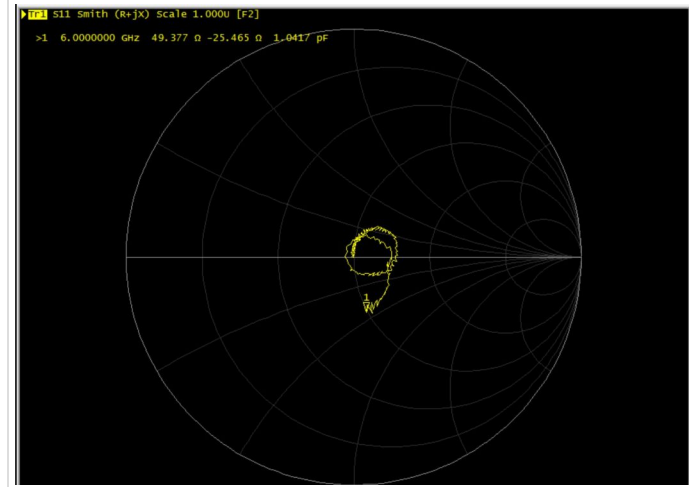 ▶Tr1 S11 Smith (R+jX) Scale 1.000U [F2]
>1 6.0000000 GHz 49.377 Ω -25.465 Ω 1.0417 pF
1